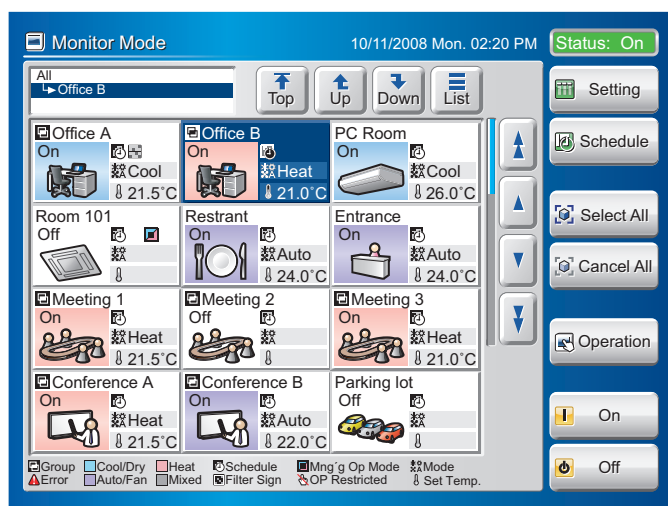 Monitor Mode 10/11/2008 Mon. 02:20 PM Status: On
All
Office B
Top Up Down List
Setting
Schedule
Select All
Cancel All
Operation
On
Off
Office A
On
Cool
21.5°C
Office B
On
Heat
21.0°C
PC Room
On
Cool
26.0°C
Room 101
Off
Restrant
On
Auto
24.0°C
Entrance
On
Auto
24.0°C
Meeting 1
On
Heat
21.5°C
Meeting 2
Off
Meeting 3
On
Heat
21.0°C
Conference A
On
Heat
21.5°C
Conference B
On
Auto
22.0°C
Parking lot
Off
Group Cool/Dry Heat Schedule Mng´g Op Mode Mode
Error Auto/Fan Mixed Filter Sign OP Restricted Set Temp.